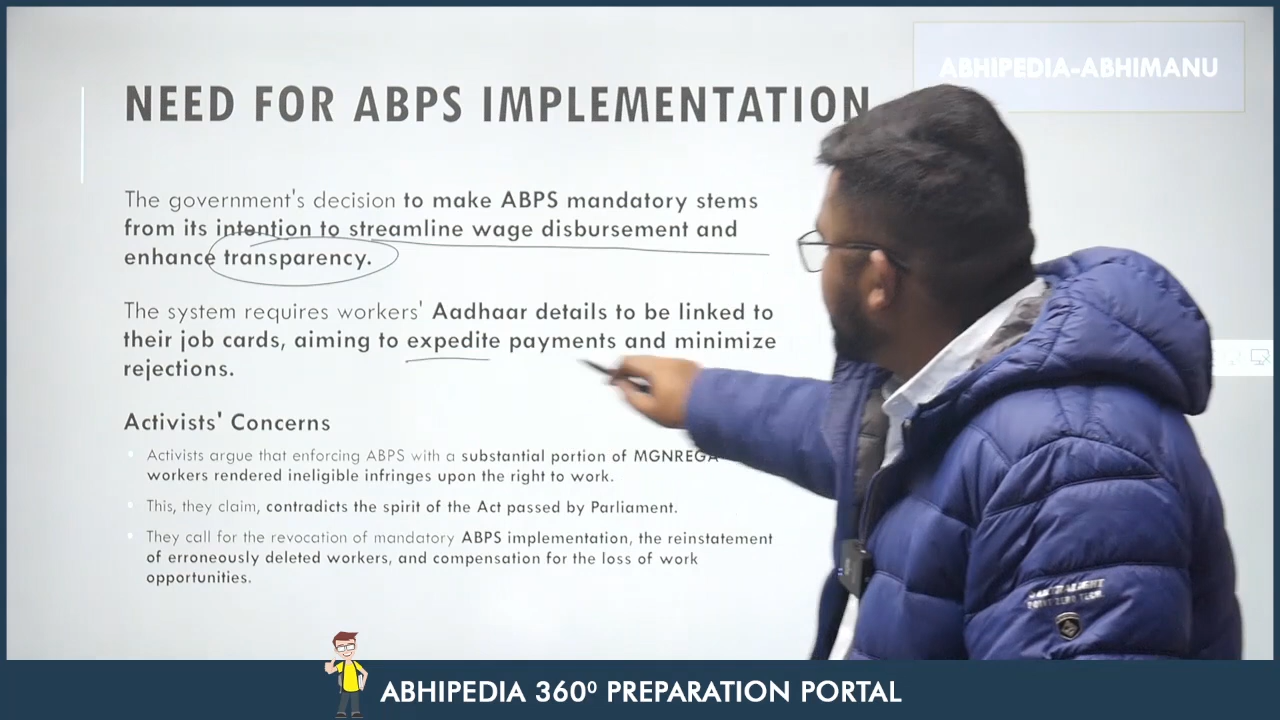 ABHIPEDIA-ABHIMANU
NEED FOR ABPS IMPLEMENTATION
The government's decision to make ABPS mandatory stems
from its intention to streamline wage disbursement and
enhance transparency.
The system requires workers' Aadhaar details to be linked to
their job cards, aiming to expedite payments and minimize
rejections.
Activists' Concerns
Activists argue that enforcing ABPS with a substantial portion of MGNREGA
workers rendered ineligible infringes upon the right to work.
This, they claim, contradicts the spirit of the Act passed by Parliament.
They call for the revocation of mandatory ABPS implementation, the reinstatement
of erroneously deleted workers, and compensation for the loss of work
opportunities.
ABHIPEDIA 360⁰ PREPARATION PORTAL